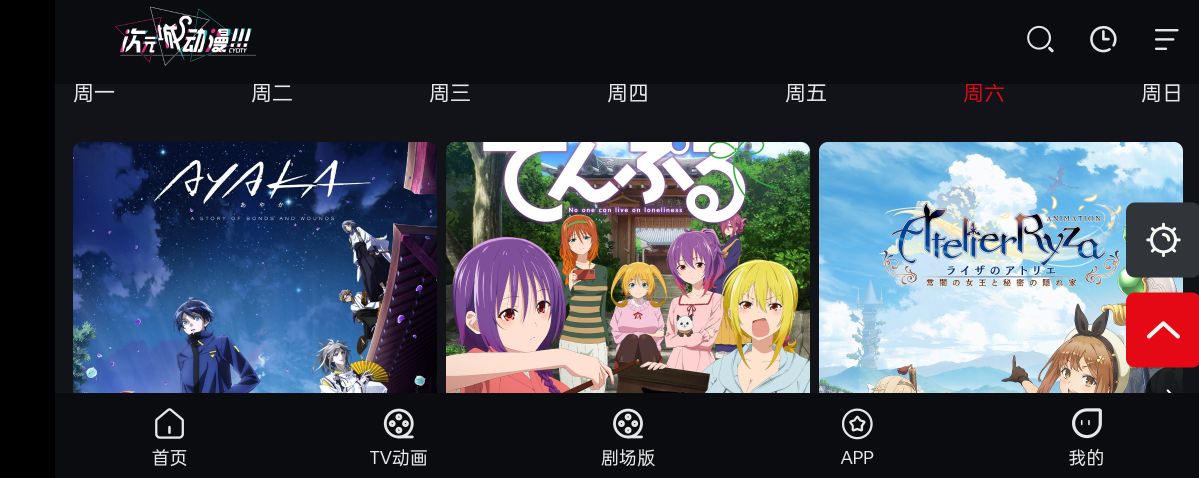 次元城动漫!!!
CYCITY
周一
周二
周三
周四
周五
周六
周日
AYAKA
あやか
A STORY OF BONDS AND WOUNDS
てんぷる
No one can live on loneliness
ANIMATION
Atelier Ryza
ライザのアトリエ
常闇の女王と秘密の隠れ家
首页
TV动画
剧场版
APP
我的